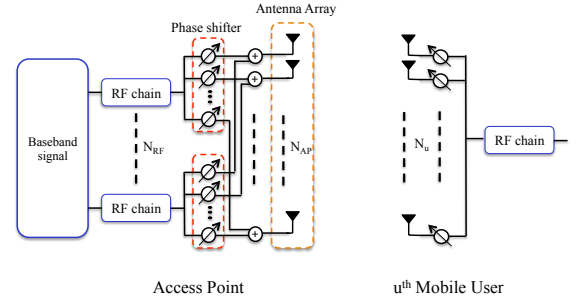 Antenna Array
Phase shifter
RF chain
Baseband
signal
N_RF
N_AP
RF chain
N_u
RF chain
Access Point
u^th Mobile User